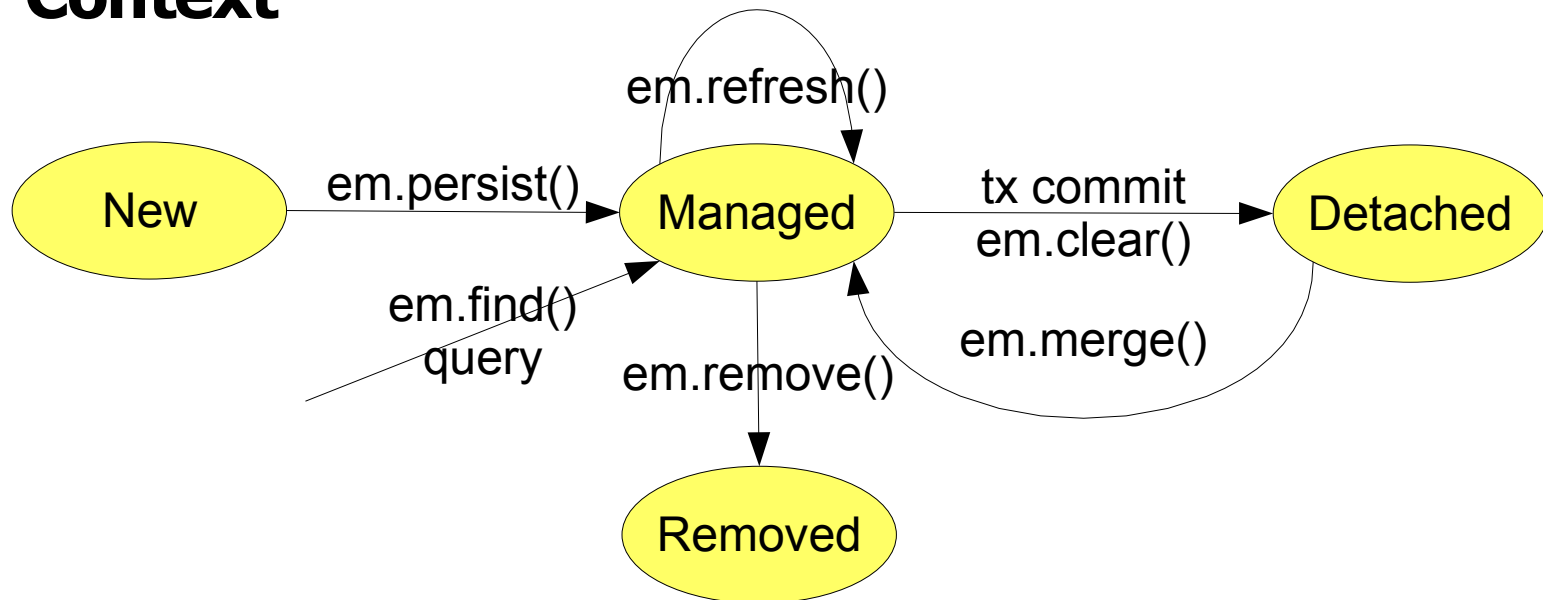 Context
em.refresh()
New
em.persist()
Managed
tx commit
em.clear()
Detached
em.find()
query
em.remove()
em.merge()
Removed